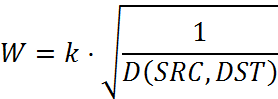 W = k · √(1 / D(SRC, DST))